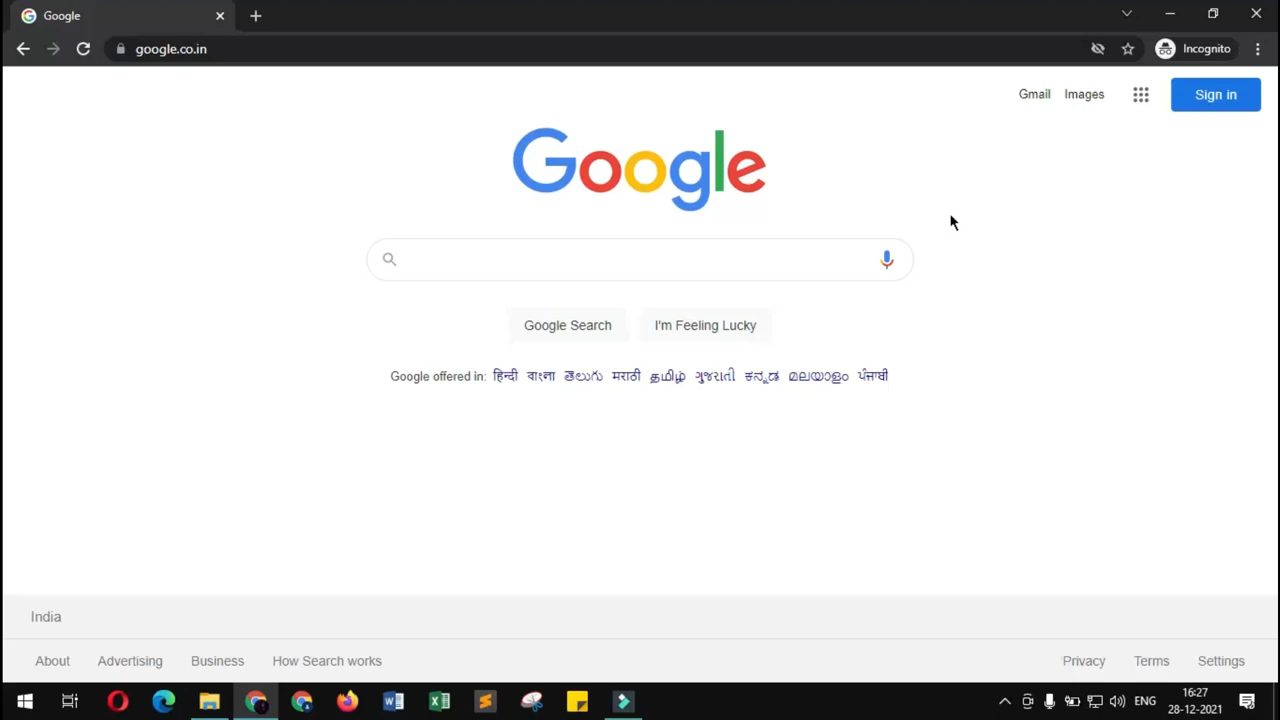 Google
google.co.in
Incognito
Gmail Images Sign in
Google
Google Search I'm Feeling Lucky
Google offered in: हिन्दी বাংলা తెలుగు मराठी தமிழ் ગુજરાતી ಕನ್ನಡ മലയാളം ਪੰਜਾਬੀ
India
About Advertising Business How Search works Privacy Terms Settings
ENG
16:27
28-12-2021